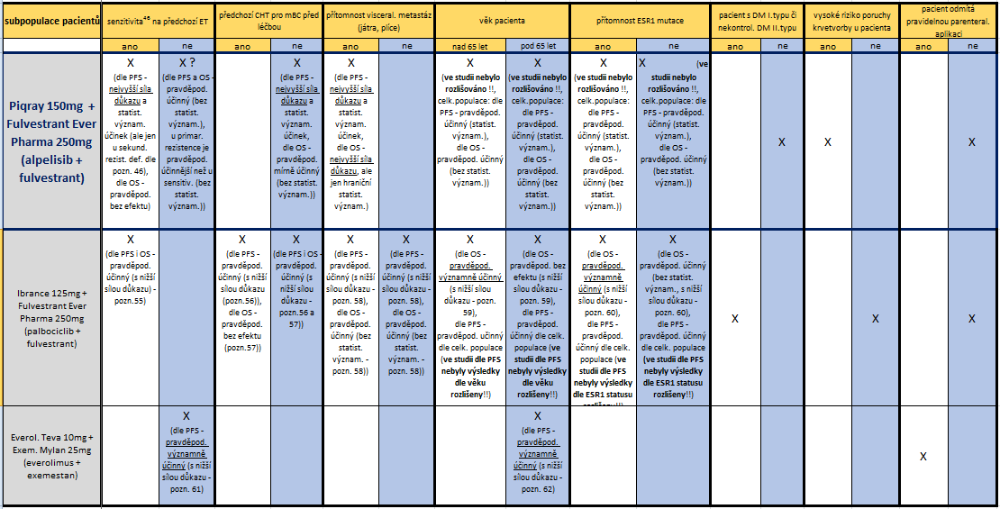 subpopulace pacientů
senzitivita⁴⁶ na předchozí ET
předchozí CHT pro mBC před
léčbou
přítomnost visceral. metastáz
(játra, plíce)
věk pacienta
přítomnost ESR1 mutace
pacient s DM I.typu či
nekontrol. DM II.typu
vysoké riziko poruchy
krvetvorby u pacienta
pacient odmítá
pravidelnou parenteral.
aplikaci
ano
ne
ano
ne
ano
ne
nad 65 let
pod 65 let
ano
ne
ano
ne
ano
ne
ano
ne
Piqray 150mg +
Fulvestrant Ever
Pharma 250mg
(alpelisib +
fulvestrant)
X
(dle PFS -
nejvyšší síla
důkazu a
statist.
význam.
účinek (ale jen
u sekund.
rezist. def. dle
pozn. 46),
dle OS -
pravděpod.
bez efektu)
X ?
(dle PFS a OS -
pravděpod.
účinný (bez
statist.
význam.),
u primar.
rezistence je
pravděpod.
účinnější než u
sensitiv. (bez
statist.
význam.))
X
(dle PFS -
nejvyšší síla
důkazu a
statist.
význam.
účinek,
dle OS -
pravděpod.
mírně účinný
(bez statist.
význam.))
X
(dle PFS -
nejvyšší síla
důkazu a
statist.
význam.
účinek,
dle OS -
nejvyšší síla
důkazu, ale
jen hraniční
statist.
význam.)
X
(ve studii nebylo
rozlišováno !!,
celk.populace: dle
PFS - pravděpod.
účinný (statist.
význam.),
dle OS -
pravděpod. účinný
(bez statist.
význam.))
X
(ve studii nebylo
rozlišováno !!,
celk.populace:
dle PFS -
pravděpod.
účinný (statist.
význam.),
dle OS -
pravděpod.
účinný (bez
statist.
význam.))
X
(ve studii nebylo
rozlišováno !!,
celk.populace:
dle PFS -
pravděpod.
účinný (statist.
význam.),
dle OS -
pravděpod.
účinný (bez
statist.
význam.))
X (ve
studii nebylo
rozlišováno !!,
celk.populace: dle
PFS - pravděpod.
účinný (statist.
význam.),
dle OS -
pravděpod. účinný
(bez statist.
význam.))
X
X
X
Ibrance 125mg +
Fulvestrant Ever
Pharma 250mg
(palbociclib +
fulvestrant)
X
(dle PFS i OS -
pravděpod.
účinný (s nižší
sílou důkazu) -
pozn.55)
X
(dle PFS -
pravděpod.
účinný (s nižší
sílou důkazu
(pozn.56)),
dle OS -
pravděpod.
bez efektu
(pozn.57))
X
(dle PFS i OS -
pravděpod.
účinný (s
nižší sílou
důkazu -
pozn.56 a
57))
X
(dle PFS -
pravděpod.
účinný (s nižší
sílou důkazu -
pozn. 58),
dle OS -
pravděpod.
účinný (bez
statist.
význam.
- pozn. 58))
X
(dle PFS -
pravděpod.
účinný (s nižší
sílou důkazu -
pozn. 58),
dle OS -
pravděpod.
účinný (bez
statist.
význam. -
pozn. 58))
X
(dle OS -
pravděpod.
významně účinný
(s nižší sílou
důkazu - pozn.
59),
dle PFS -
pravděpod. účinný
dle celk. populace
(ve studii dle PFS
nebyly výsledky
dle věku
rozlišeny!!)
X
(dle OS -
pravděpod. bez
efektu (s nižší
sílou důkazu -
pozn. 59),
dle PFS -
pravděpod.
účinný dle celk.
populace (ve
studii dle PFS
nebyly výsledky
dle věku
rozlišeny!!)
X
(dle OS -
pravděpod.
významně
účinný (s nižší
sílou důkazu -
pozn. 60),
dle PFS -
pravděpod.
účinný dle celk.
populace (ve
studii dle PFS
nebyly výsledky
dle ESR1 statusu
rozlišeny!!)
X
(dle OS -
pravděpod. účinný
(bez statist.
význam., s nižší
sílou důkazu -
pozn. 60),
dle PFS -
pravděpod. účinný
dle celk. populace
(ve studii dle PFS
nebyly výsledky
dle ESR1 statusu
rozlišeny!!)
X
X
X
Everol. Teva 10mg +
Exem. Mylan 25mg
(everolimus +
exemestan)
X
(dle PFS -
pravděpod.
významně
účinný (s nižší
sílou důkazu -
pozn. 61)
X
(dle PFS -
pravděpod.
významně
účinný (s nižší
sílou důkazu -
pozn. 62)
X